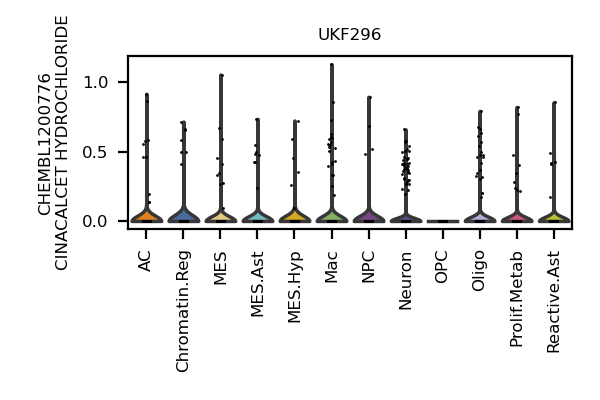 UKF296
CHEMBL1200776
CINACALCET HYDROCHLORIDE
1.0
0.5
0.0
AC
Chromatin.Reg
MES
MES.Ast
MES.Hyp
Mac
NPC
Neuron
OPC
Oligo
Prolif.Metab
Reactive.Ast